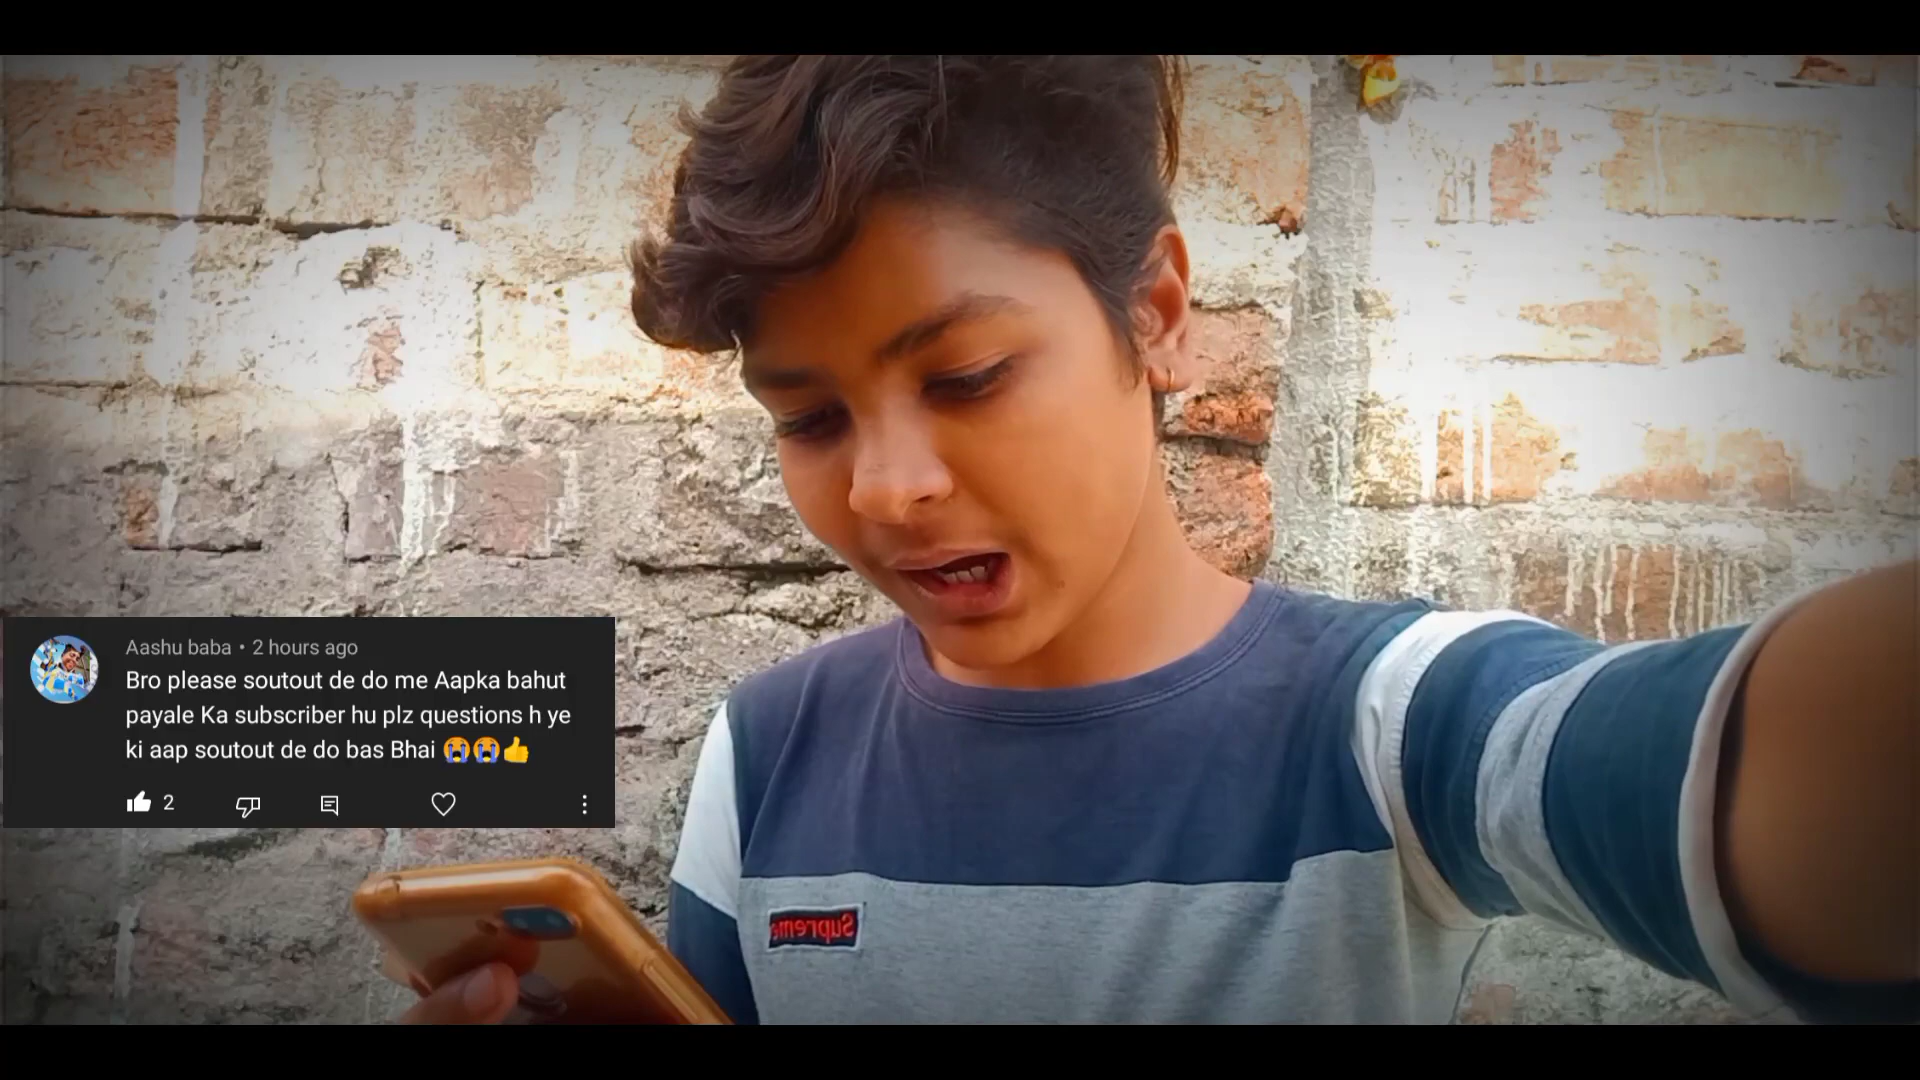 Aashu baba • 2 hours ago
Bro please soutout de do me Aapka bahut
payale Ka subscriber hu plz questions h ye
ki aap soutout de do bas Bhai 😭😭👍
2
Supreme